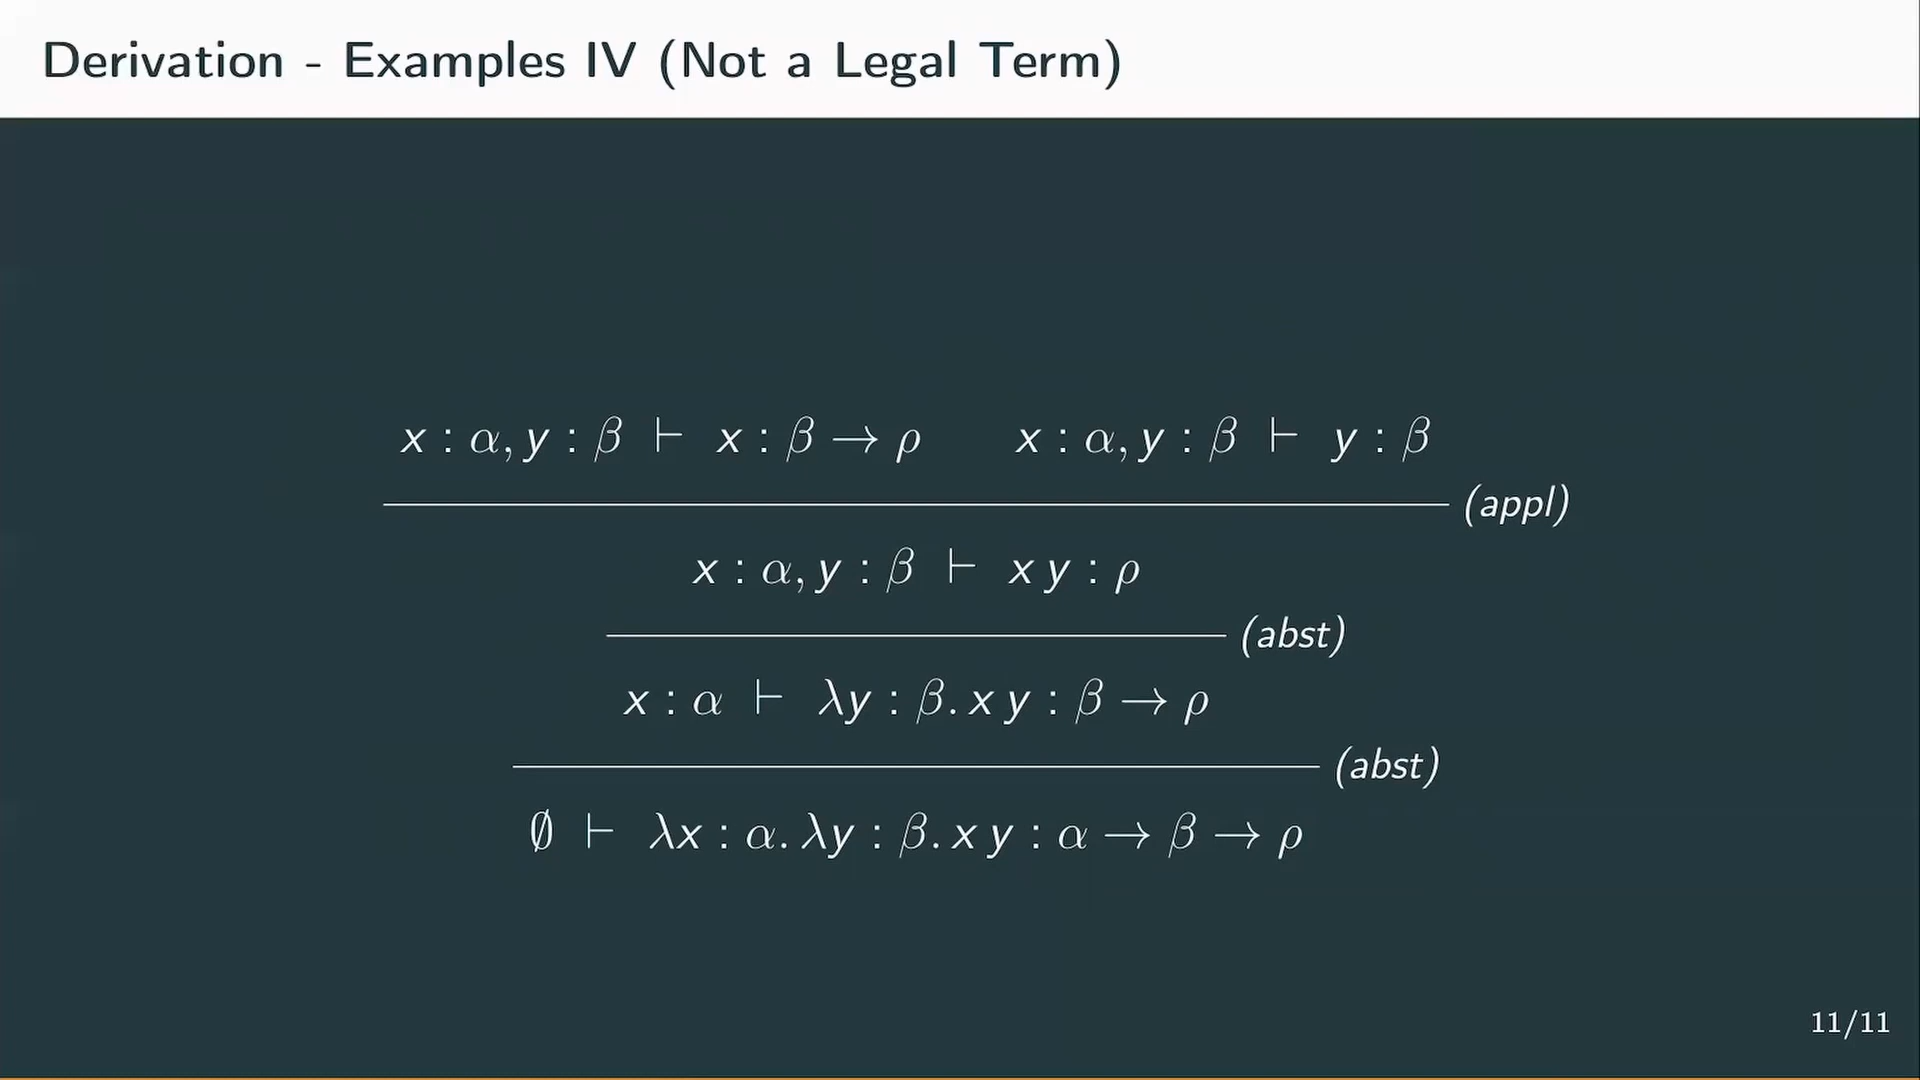 Derivation - Examples IV (Not a Legal Term)
x : α, y : β ⊢ x : β → ρ    x : α, y : β ⊢ y : β
(appl)
x : α, y : β ⊢ x y : ρ
(abst)
x : α ⊢ λy : β. x y : β → ρ
(abst)
∅ ⊢ λx : α. λy : β. x y : α → β → ρ
11/11